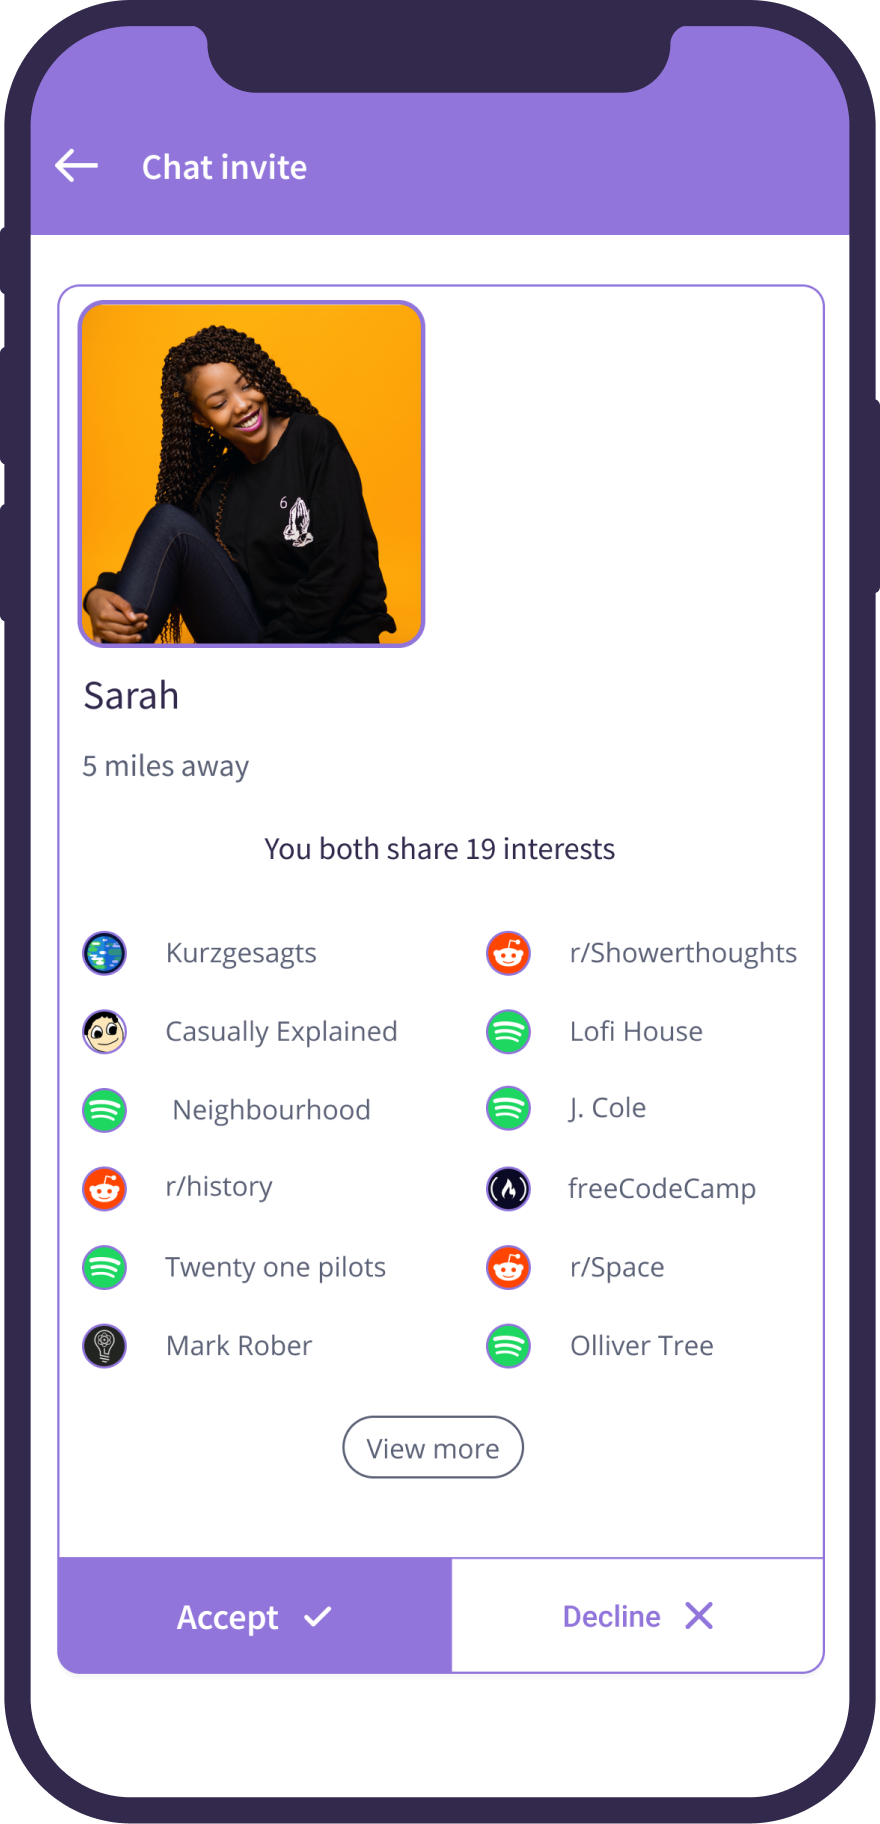 Chat invite
6
Sarah
5 miles away
You both share 19 interests
Kurzgesagts
r/Showerthoughts
Casually Explained
Lofi House
Neighbourhood
J. Cole
r/history
freeCodeCamp
Twenty one pilots
r/Space
Mark Rober
Olliver Tree
View more
Accept
Decline